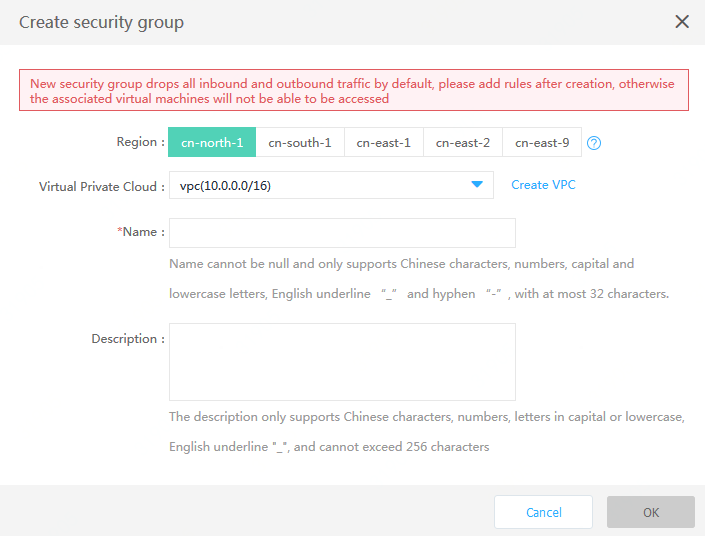 Create security group
New security group drops all inbound and outbound traffic by default, please add rules after creation, otherwise
the associated virtual machines will not be able to be accessed
Region : cn-north-1 cn-south-1 cn-east-1 cn-east-2 cn-east-9 ?
Virtual Private Cloud : vpc(10.0.0.0/16) Create VPC
*Name :
Name cannot be null and only supports Chinese characters, numbers, capital and
lowercase letters, English underline “_” and hyphen “-”, with at most 32 characters.
Description :
The description only supports Chinese characters, numbers, letters in capital or lowercase,
English underline "_", and cannot exceed 256 characters
Cancel OK